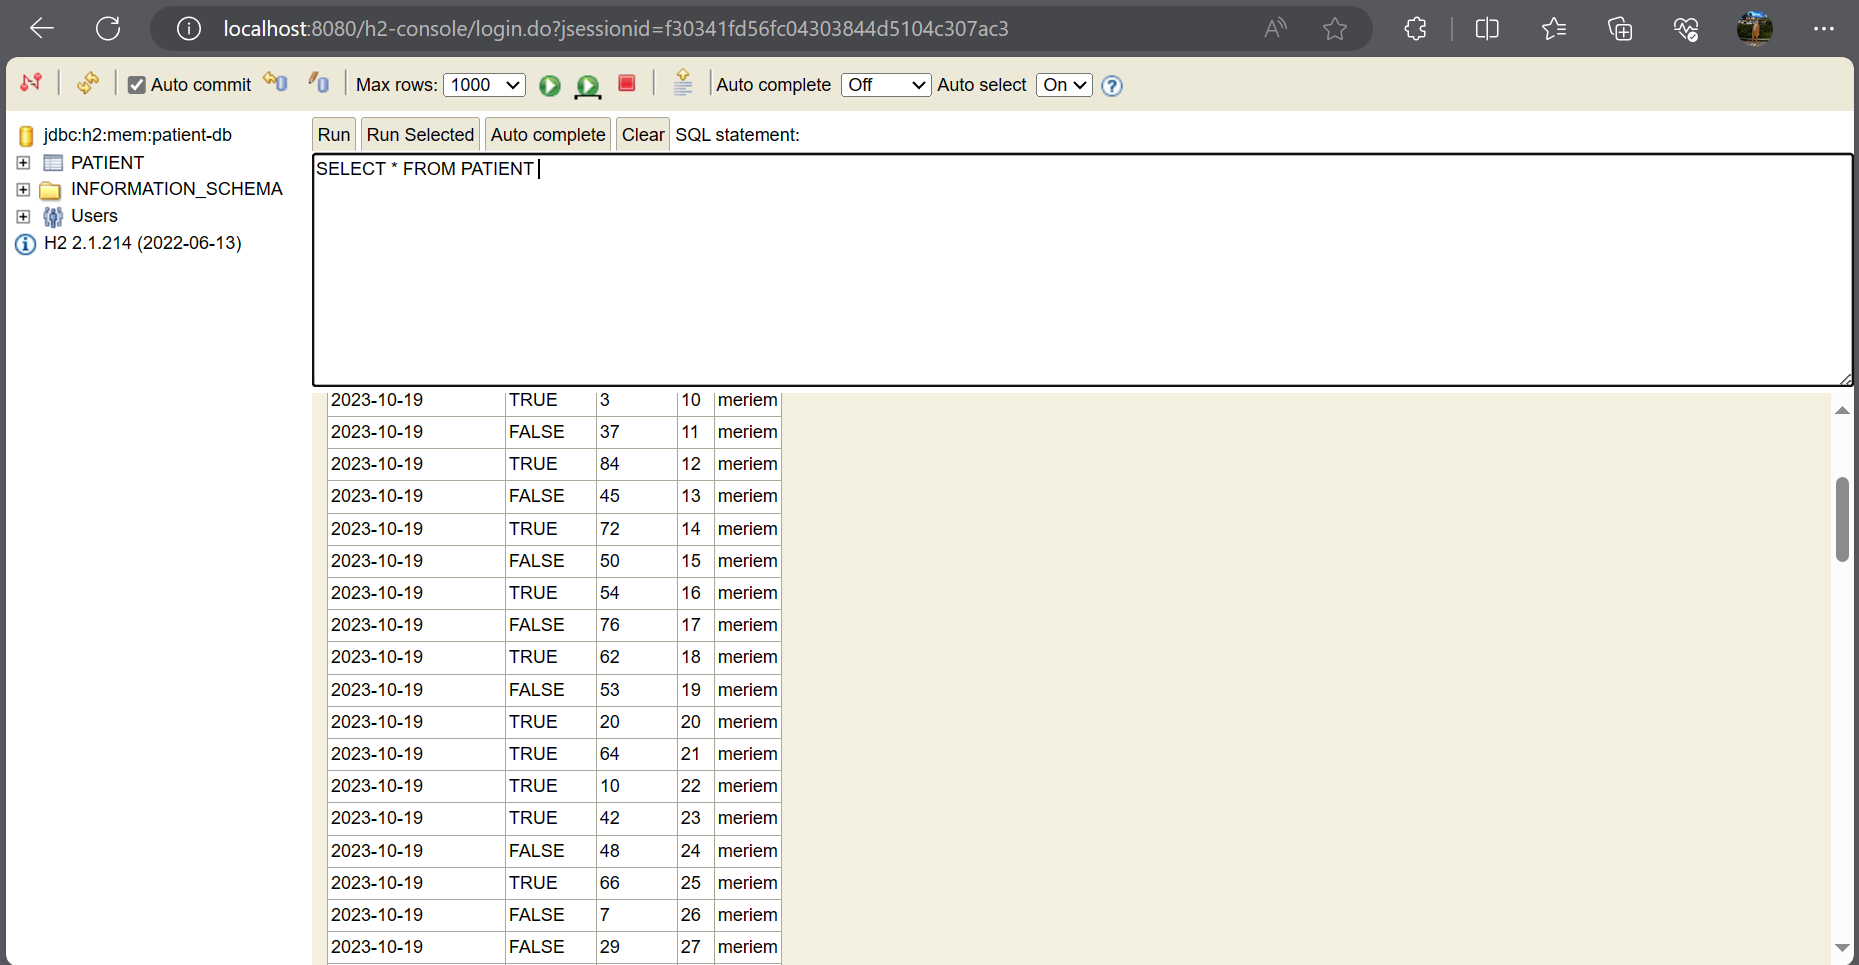 localhost:8080/h2-console/login.do?jsessionid=f30341fd56fc04303844d5104c307ac3
Auto commit Max rows: 1000 Auto complete Off Auto select On
jdbc:h2:mem:patient-db
PATIENT
INFORMATION_SCHEMA
Users
H2 2.1.214 (2022-06-13)
Run Run Selected Auto complete Clear SQL statement:
SELECT * FROM PATIENT
2023-10-19 TRUE 3 10 meriem
2023-10-19 FALSE 37 11 meriem
2023-10-19 TRUE 84 12 meriem
2023-10-19 FALSE 45 13 meriem
2023-10-19 TRUE 72 14 meriem
2023-10-19 FALSE 50 15 meriem
2023-10-19 TRUE 54 16 meriem
2023-10-19 FALSE 76 17 meriem
2023-10-19 TRUE 62 18 meriem
2023-10-19 FALSE 53 19 meriem
2023-10-19 TRUE 20 20 meriem
2023-10-19 TRUE 64 21 meriem
2023-10-19 TRUE 10 22 meriem
2023-10-19 TRUE 42 23 meriem
2023-10-19 FALSE 48 24 meriem
2023-10-19 TRUE 66 25 meriem
2023-10-19 FALSE 7 26 meriem
2023-10-19 FALSE 29 27 meriem